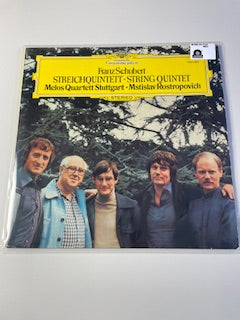 Franz Schubert
STREICHQUINTETT · STRING QUINTET
Melos Quartett Stuttgart · Mstislav Rostropovich
STEREO